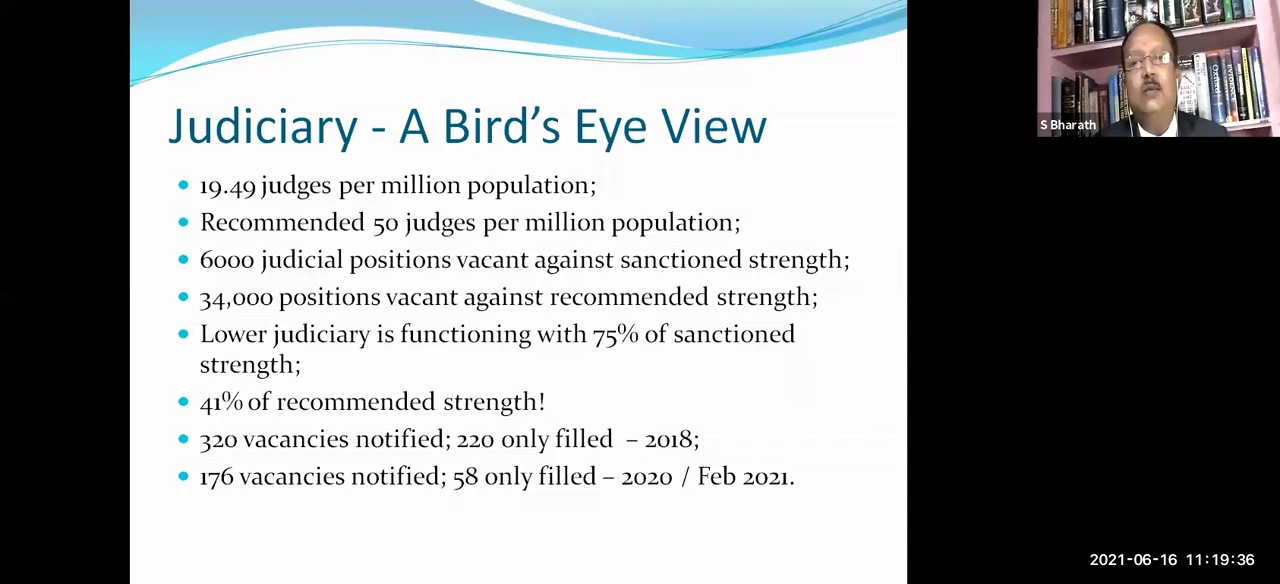 Judiciary - A Bird's Eye View
19.49 judges per million population;
Recommended 50 judges per million population;
6000 judicial positions vacant against sanctioned strength;
34,000 positions vacant against recommended strength;
Lower judiciary is functioning with 75% of sanctioned
strength;
41% of recommended strength!
320 vacancies notified; 220 only filled – 2018;
176 vacancies notified; 58 only filled – 2020 / Feb 2021.
S Bharath
2021-06-16 11:19:36